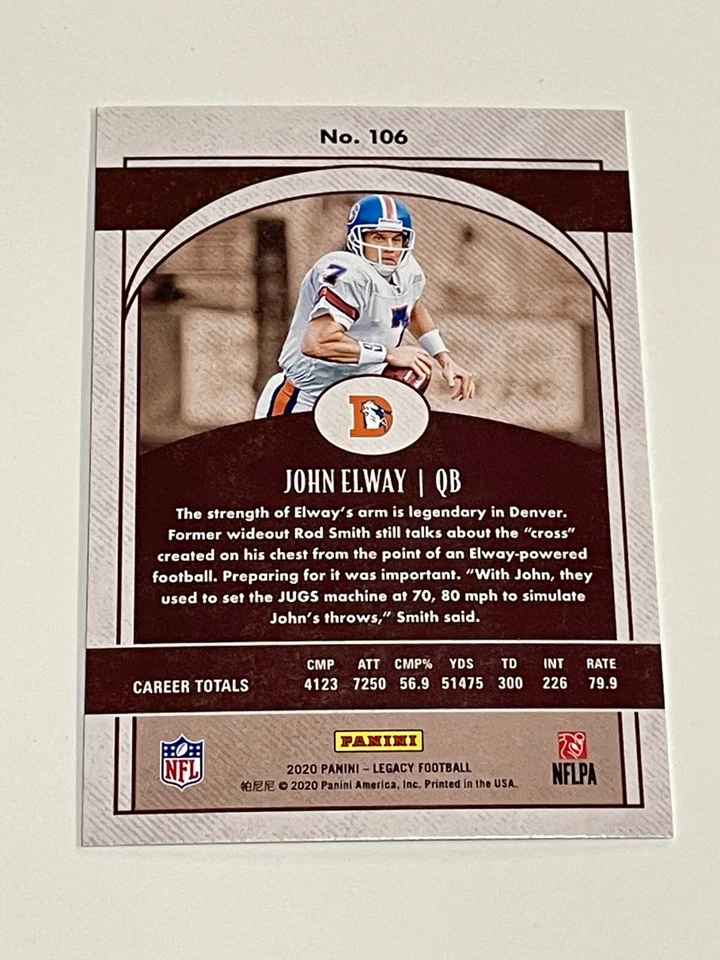 No. 106
7
D
JOHN ELWAY | QB
The strength of Elway's arm is legendary in Denver.
Former wideout Rod Smith still talks about the "cross"
created on his chest from the point of an Elway-powered
football. Preparing for it was important. "With John, they
used to set the JUGS machine at 70, 80 mph to simulate
John's throws," Smith said.
CMP ATT CMP% YDS TD INT RATE
CAREER TOTALS 4123 7250 56.9 51475 300 226 79.9
NFL
PANINI
NFLPA
2020 PANINI – LEGACY FOOTBALL
帕尼尼 © 2020 Panini America, Inc. Printed in the USA.